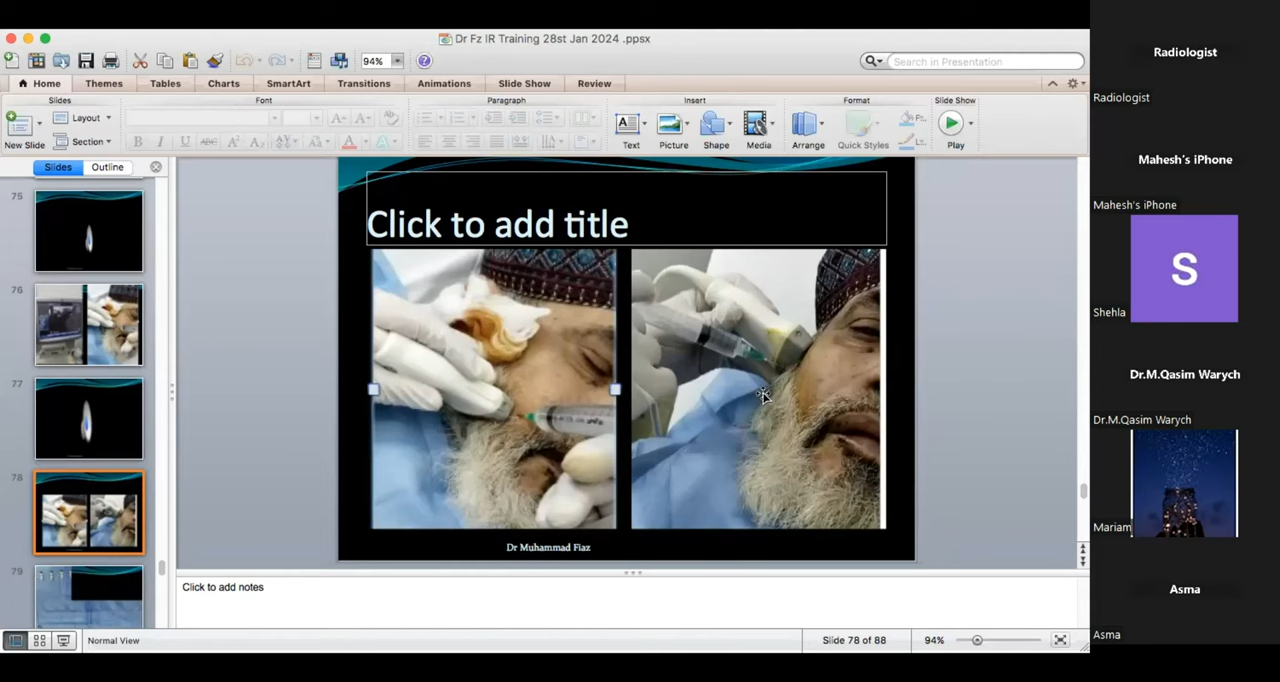 Dr Fz IR Training 28st Jan 2024 .ppsx
94%
Search in Presentation
Home
Themes
Tables
Charts
SmartArt
Transitions
Animations
Slide Show
Review
Slides
Font
Paragraph
Insert
Format
Slide Show
New Slide
Layout
Section
B I U ABC A² A₂
Text
Picture
Shape
Media
Arrange
Quick Styles
Play
Slides
Outline
75
76
77
78
79
Click to add title
Dr Muhammad Fiaz
Click to add notes
Normal View
Slide 78 of 88
94%
Radiologist
Radiologist
Mahesh's iPhone
Mahesh's iPhone
S
Shehla
Dr.M.Qasim Warych
Dr.M.Qasim Warych
Mariam
Asma
Asma